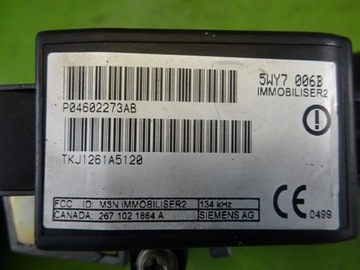 5WY7 006B
IMMOBILISER2
P04602273AB
TKJ1261A5120
FCC ID: M3N IMMOBILISER2 134 kHz
CANADA: 267 102 1864 A SIEMENS AG
CE 0499